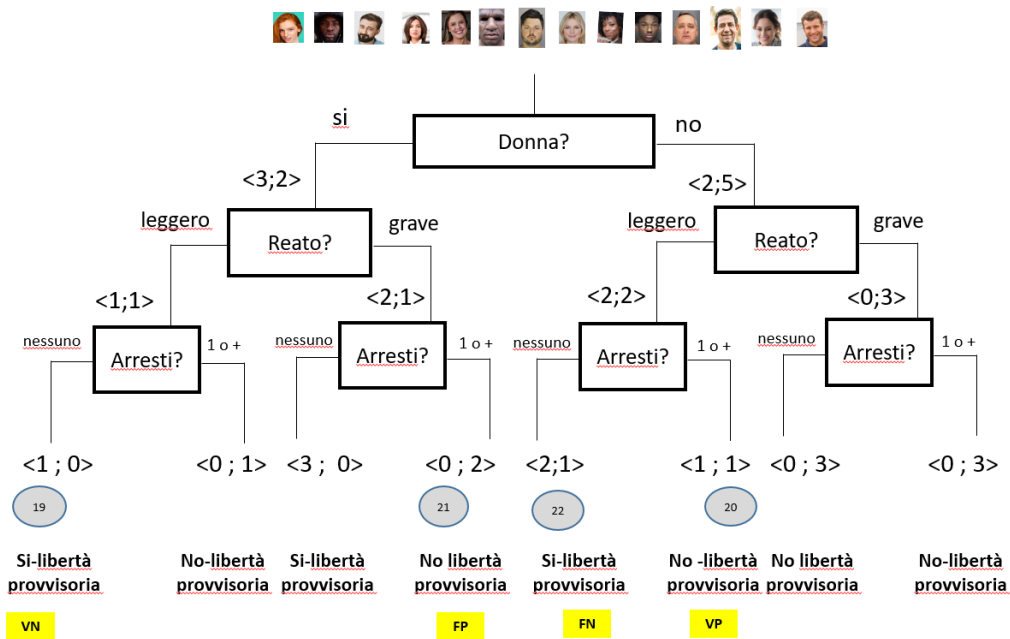 Donna?
si
no
<3;2>
<2;5>
leggero
Reato?
grave
leggero
Reato?
grave
<1;1>
<2;1>
<2;2>
<0;3>
nessuno
Arresti?
1 o +
nessuno
Arresti?
1 o +
nessuno
Arresti?
1 o +
nessuno
Arresti?
1 o +
<1 ; 0>
<0 ; 1>
<3 ; 0>
<0 ; 2>
<2;1>
<1 ; 1>
<0 ; 3>
<0 ; 3>
19
21
22
20
Si-libertà
provvisoria
No-libertà
provvisoria
Si-libertà
provvisoria
No libertà
provvisoria
Si-libertà
provvisoria
No -libertà
provvisoria
No libertà
provvisoria
No-libertà
provvisoria
VN
FP
FN
VP